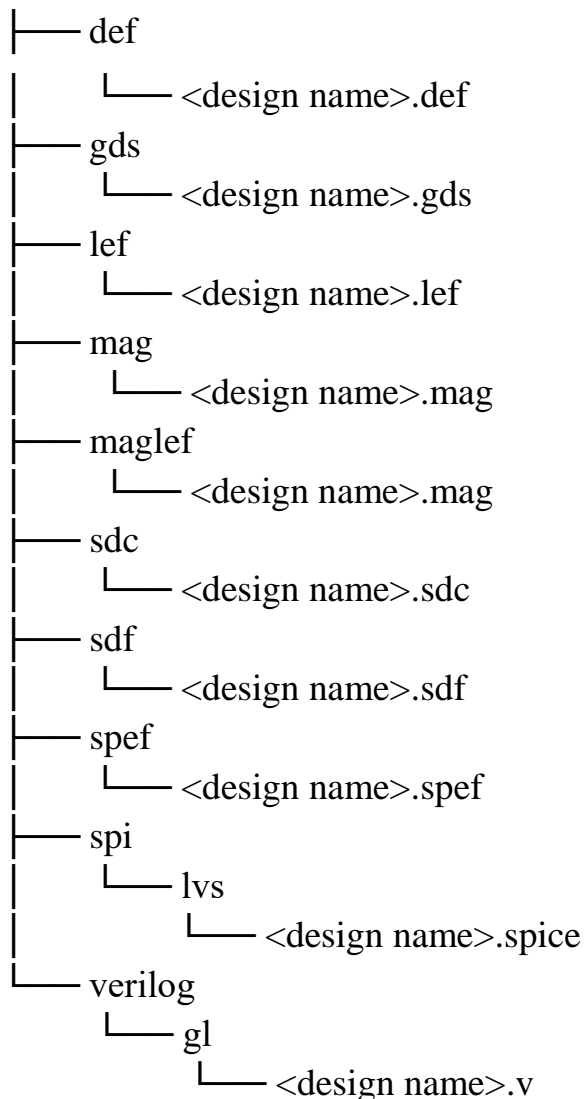 def
<design name>.def
gds
<design name>.gds
lef
<design name>.lef
mag
<design name>.mag
maglef
<design name>.mag
sdc
<design name>.sdc
sdf
<design name>.sdf
spef
<design name>.spef
spi
lvs
<design name>.spice
verilog
gl
<design name>.v